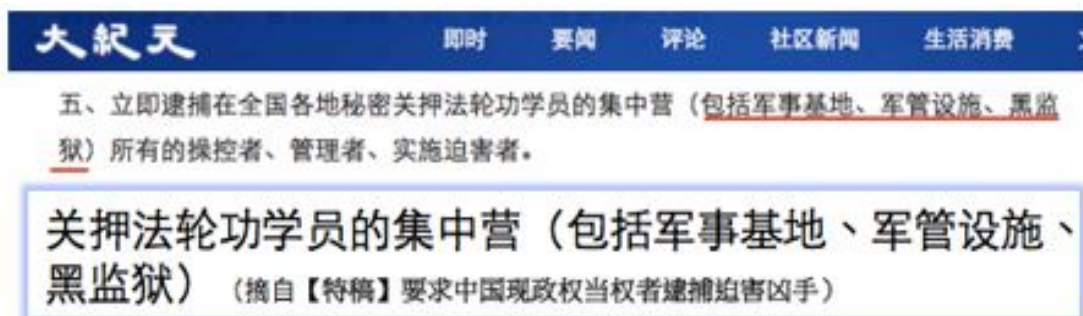 大紀元 即时 要闻 评论 社区新闻 生活消费
五、立即逮捕在全国各地秘密关押法轮功学员的集中营（包括军事基地、军管设施、黑监
狱）所有的操控者、管理者、实施迫害者。
关押法轮功学员的集中营（包括军事基地、军管设施、
黑监狱）（摘自【特稿】要求中国现政权当权者逮捕迫害凶手）